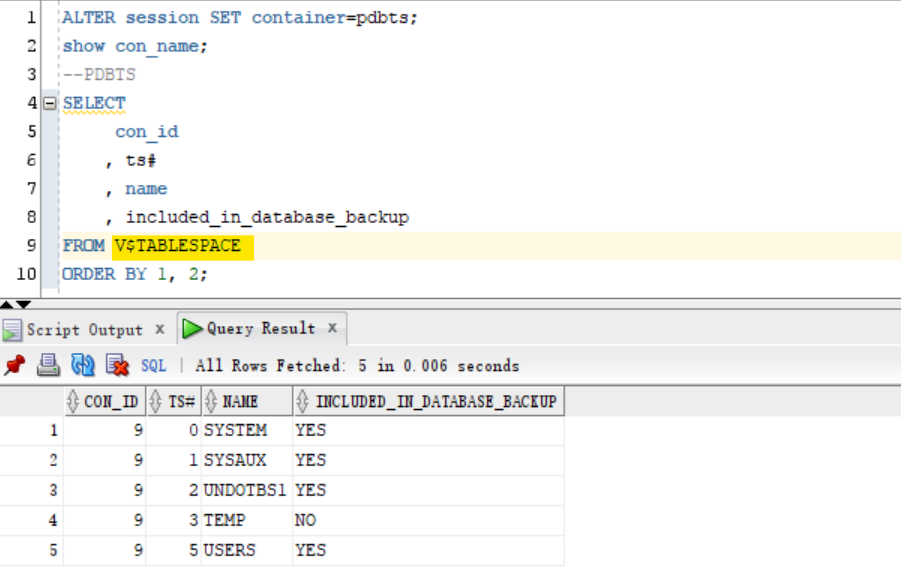 1 ALTER session SET container=pdbts;
2 show con_name;
3 --PDBTS
4 SELECT
5 con_id
6 , ts#
7 , name
8 , included_in_database_backup
9 FROM V$TABLESPACE
10 ORDER BY 1, 2;
Script Output x Query Result x
SQL | All Rows Fetched: 5 in 0.006 seconds
CON_ID TS# NAME INCLUDED_IN_DATABASE_BACKUP
1 9 0 SYSTEM YES
2 9 1 SYSAUX YES
3 9 2 UNDOTBS1 YES
4 9 3 TEMP NO
5 9 5 USERS YES